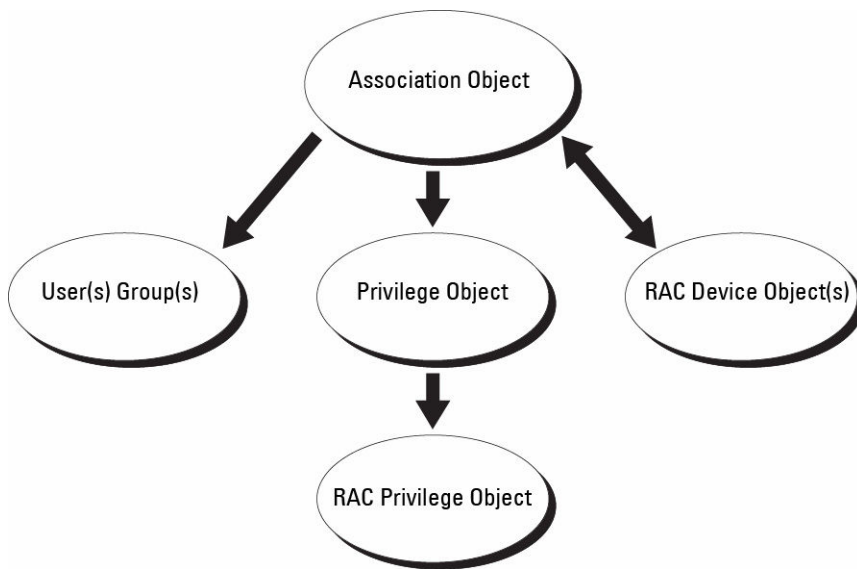 Association Object
User(s) Group(s)
Privilege Object
RAC Device Object(s)
RAC Privilege Object